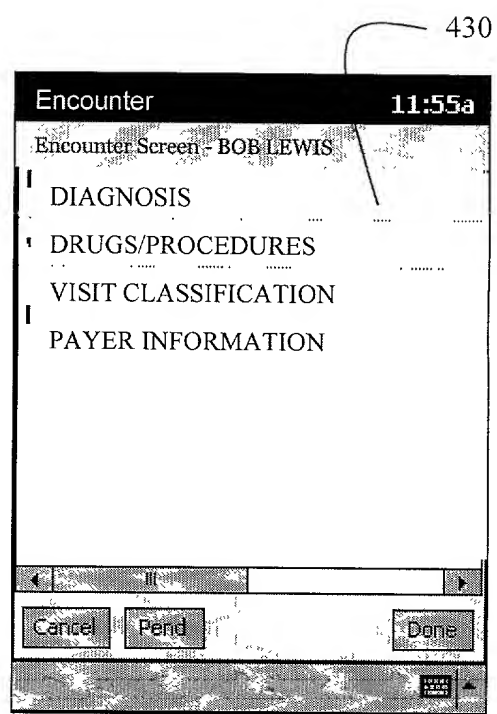 430
Encounter 11:55a
Encounter Screen - BOB LEWIS
DIAGNOSIS
DRUGS/PROCEDURES
VISIT CLASSIFICATION
PAYER INFORMATION
Cancel Pend Done